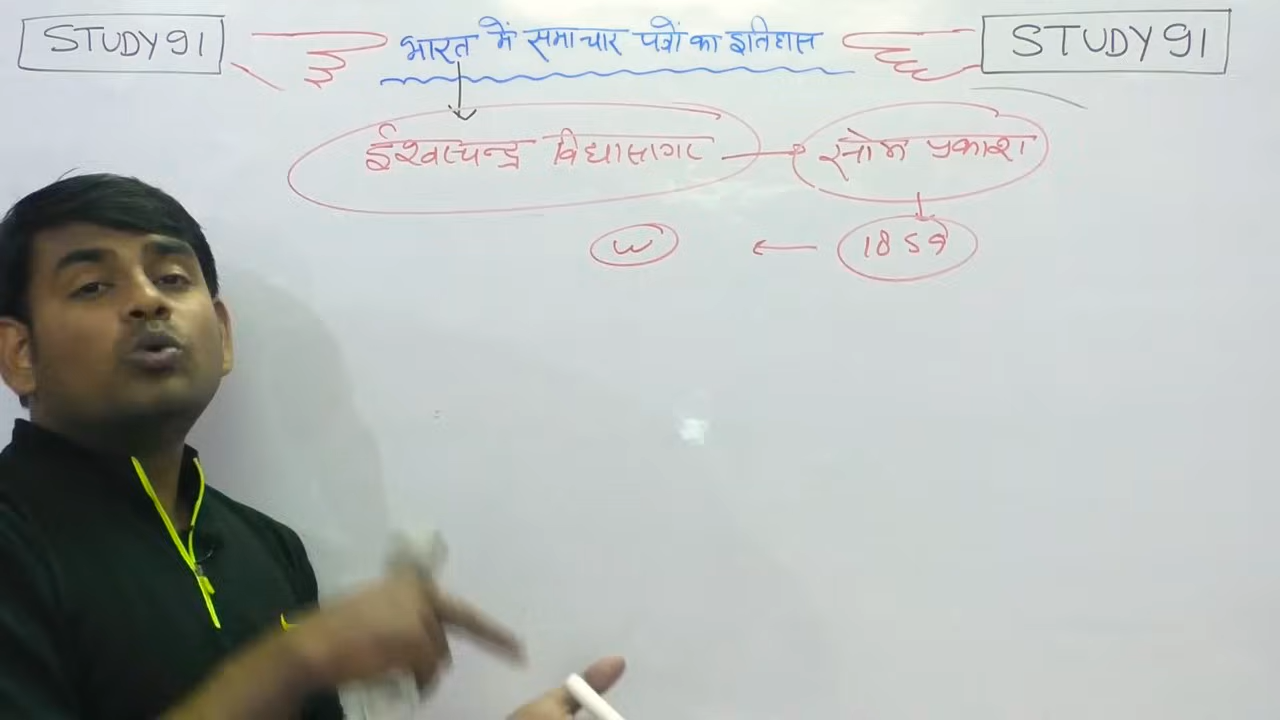 STUDY91 भारत में समाचार पत्रों का इतिहास STUDY91
ईश्वरचन्द्र विद्यासागर सोम प्रकाश
W 1859